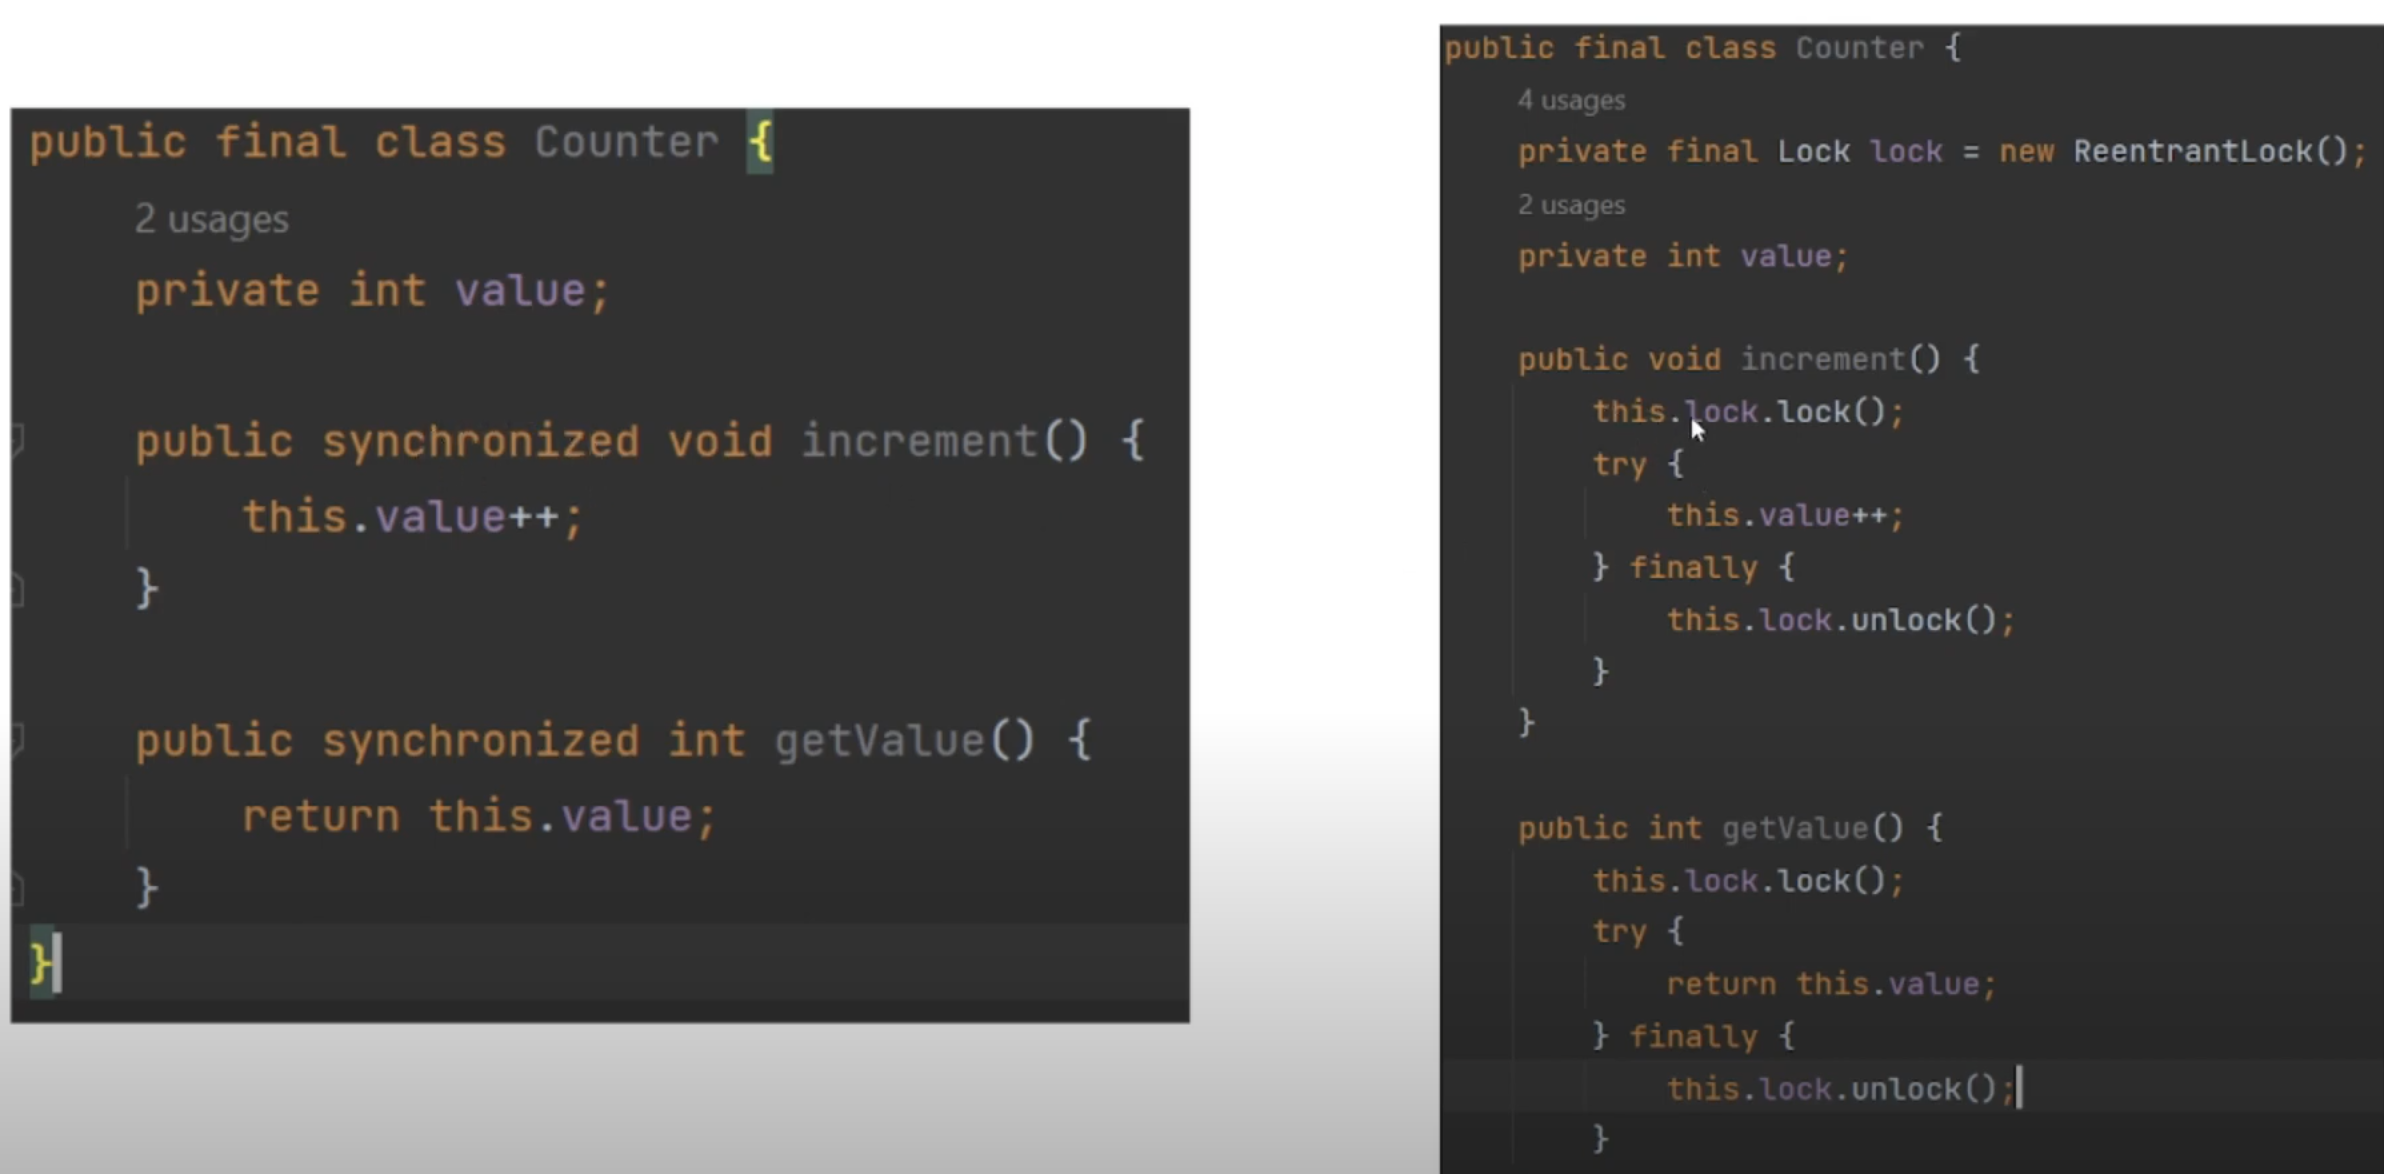 public final class Counter {
2 usages
private int value;
public synchronized void increment() {
this.value++;
}
public synchronized int getValue() {
return this.value;
}
}
public final class Counter {
4 usages
private final Lock lock = new ReentrantLock();
2 usages
private int value;
public void increment() {
this.lock.lock();
try {
this.value++;
} finally {
this.lock.unlock();
}
}
public int getValue() {
this.lock.lock();
try {
return this.value;
} finally {
this.lock.unlock();
}